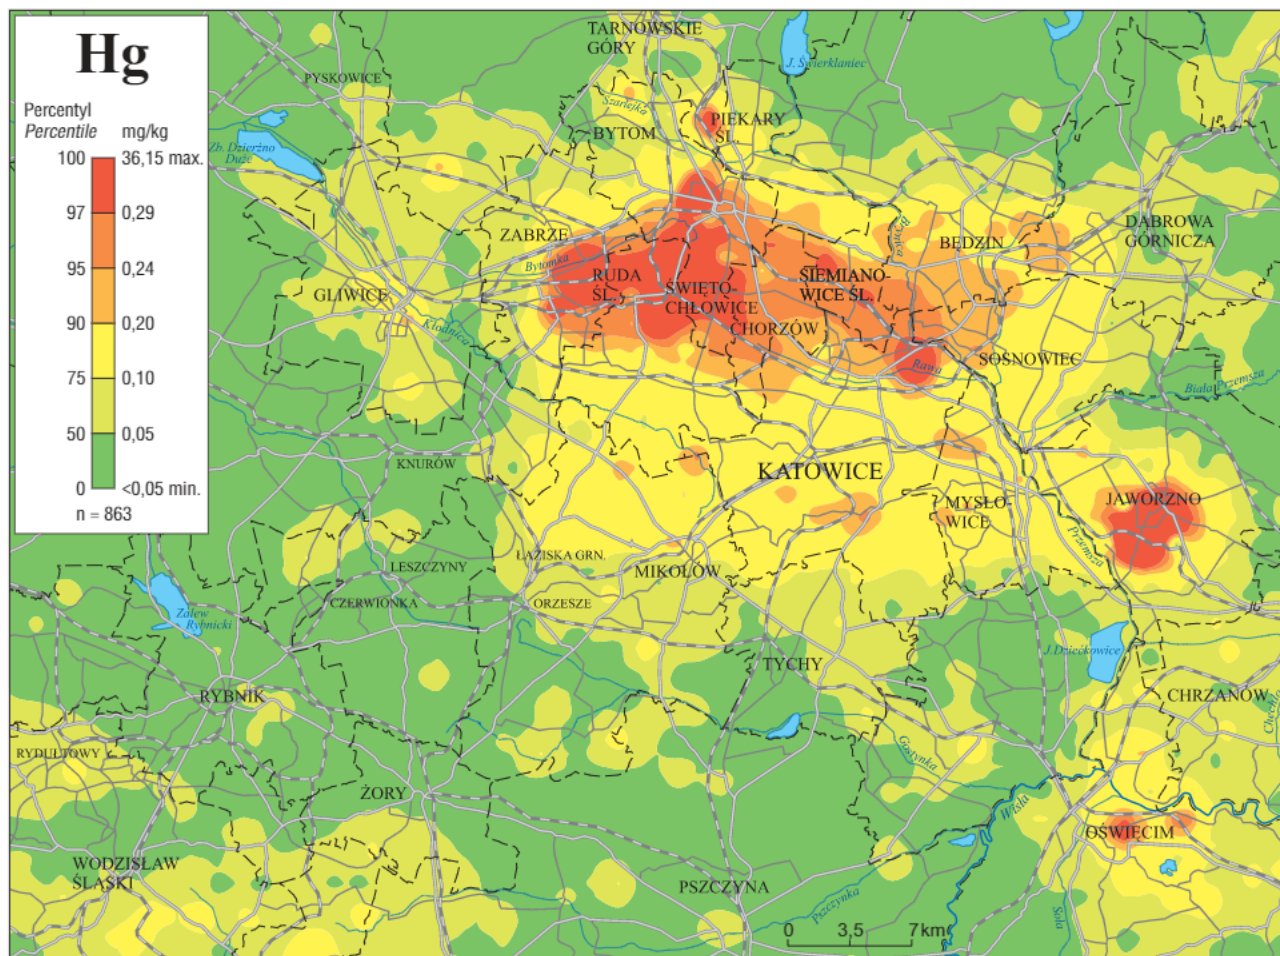 Hg
Percentyl
Percentile mg/kg
100 36,15 max.
97 0,29
95 0,24
90 0,20
75 0,10
50 0,05
0 <0,05 min.
n = 863
TARNOWSKIE
GÓRY
J. Świerklaniec
PYSKOWICE
Szarlejka
BYTOM
PIEKARY
ŚL.
Zb. Dzierżno
Duże
ZABRZE
Bytomka
Brynica
BĘDZIN
DĄBROWA
GÓRNICZA
RUDA
ŚL.
ŚWIĘTO-
CHŁOWICE
SIEMIANO-
WICE ŚL.
GLIWICE
Kłodnica
CHORZÓW
Rawa
SOSNOWIEC
Biała Przemsza
KNURÓW
KATOWICE
MYSŁO-
WICE
JAWORZNO
Przemsza
ŁAZISKA GRN.
MIKOŁÓW
LESZCZYNY
CZERWIONKA
ORZESZE
Zalew
Rybnicki
J.Dziećkowice
TYCHY
RYBNIK
CHRZANÓW
Chechło
RYDUŁTOWY
Gostynka
ŻORY
Wisła
OŚWIĘCIM
WODZISŁAW
ŚLĄSKI
PSZCZYNA
Pszczynka
Soła
0 3,5 7 km